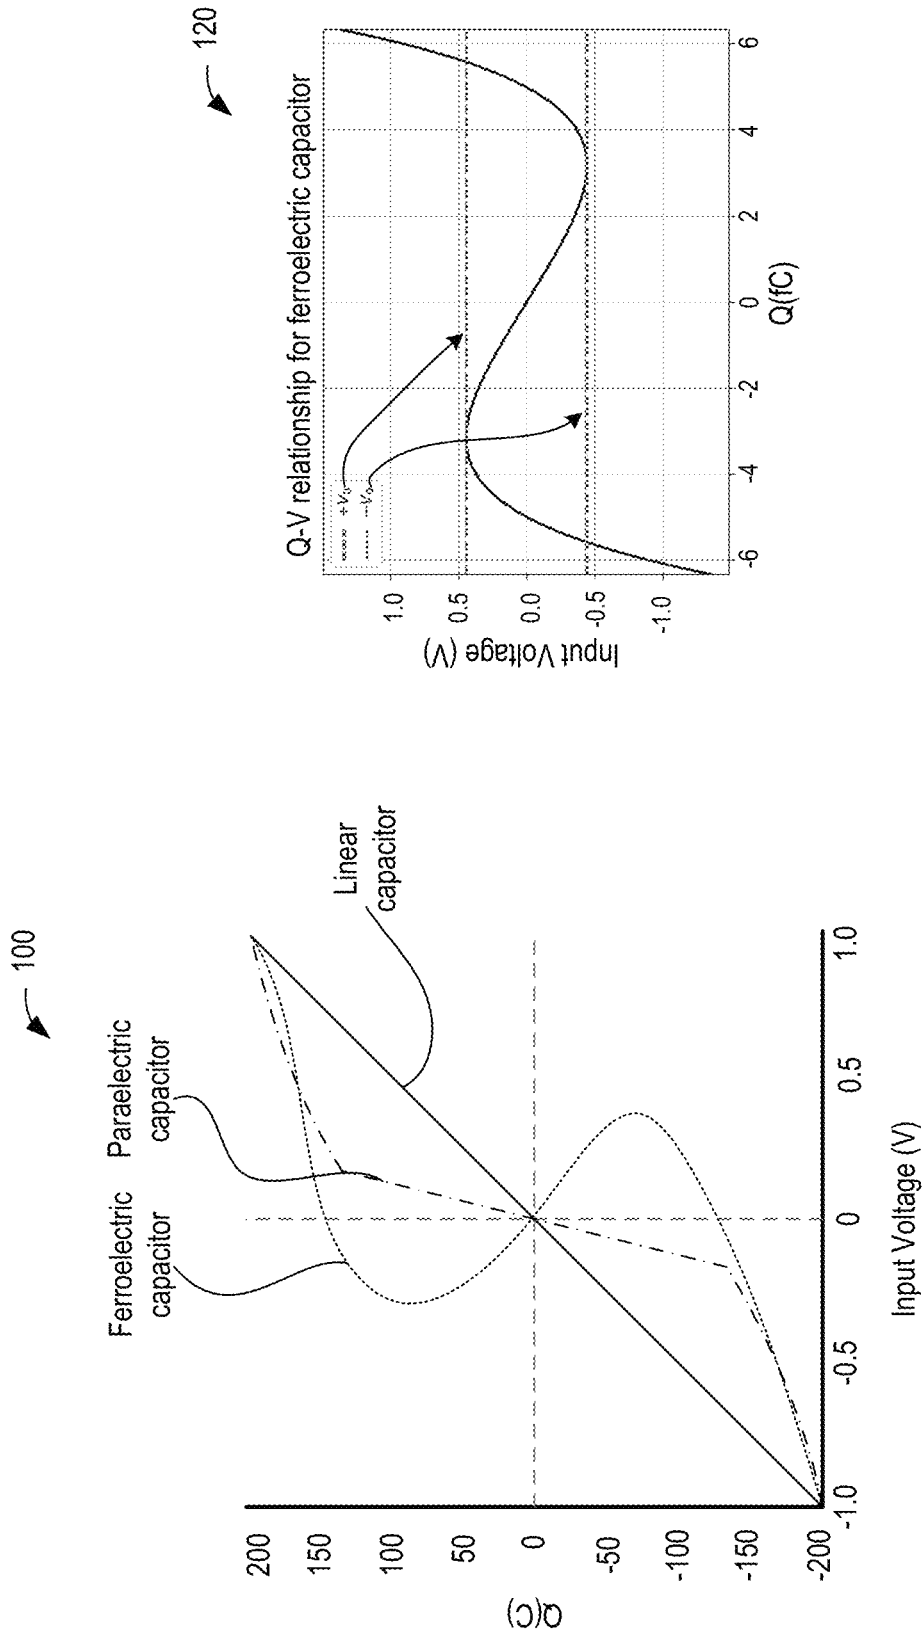 100
Ferroelectric
capacitor
Paraelectric
capacitor
Linear
capacitor
200
150
100
50
0
-50
-100
-150
-200
Q(C)
-1.0
-0.5
0
0.5
1.0
Input Voltage (V)
120
Q-V relationship for ferroelectric capacitor
+V₀
-V₀
1.0
0.5
0.0
-0.5
-1.0
Input Voltage (V)
-6
-4
-2
0
2
4
6
Q(fC)